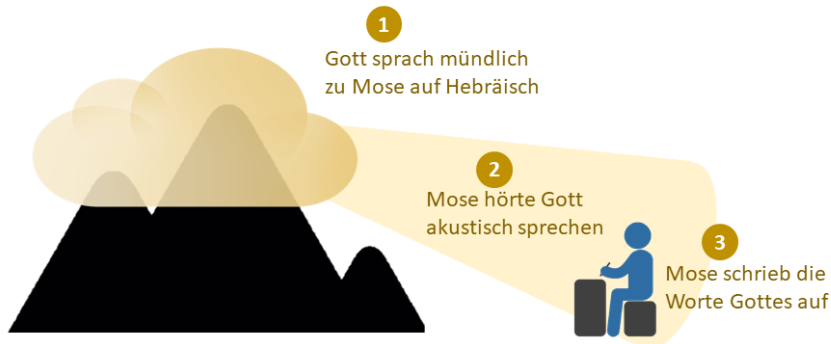 1
Gott sprach mündlich
zu Mose auf Hebräisch
2
Mose hörte Gott
akustisch sprechen
3
Mose schrieb die
Worte Gottes auf